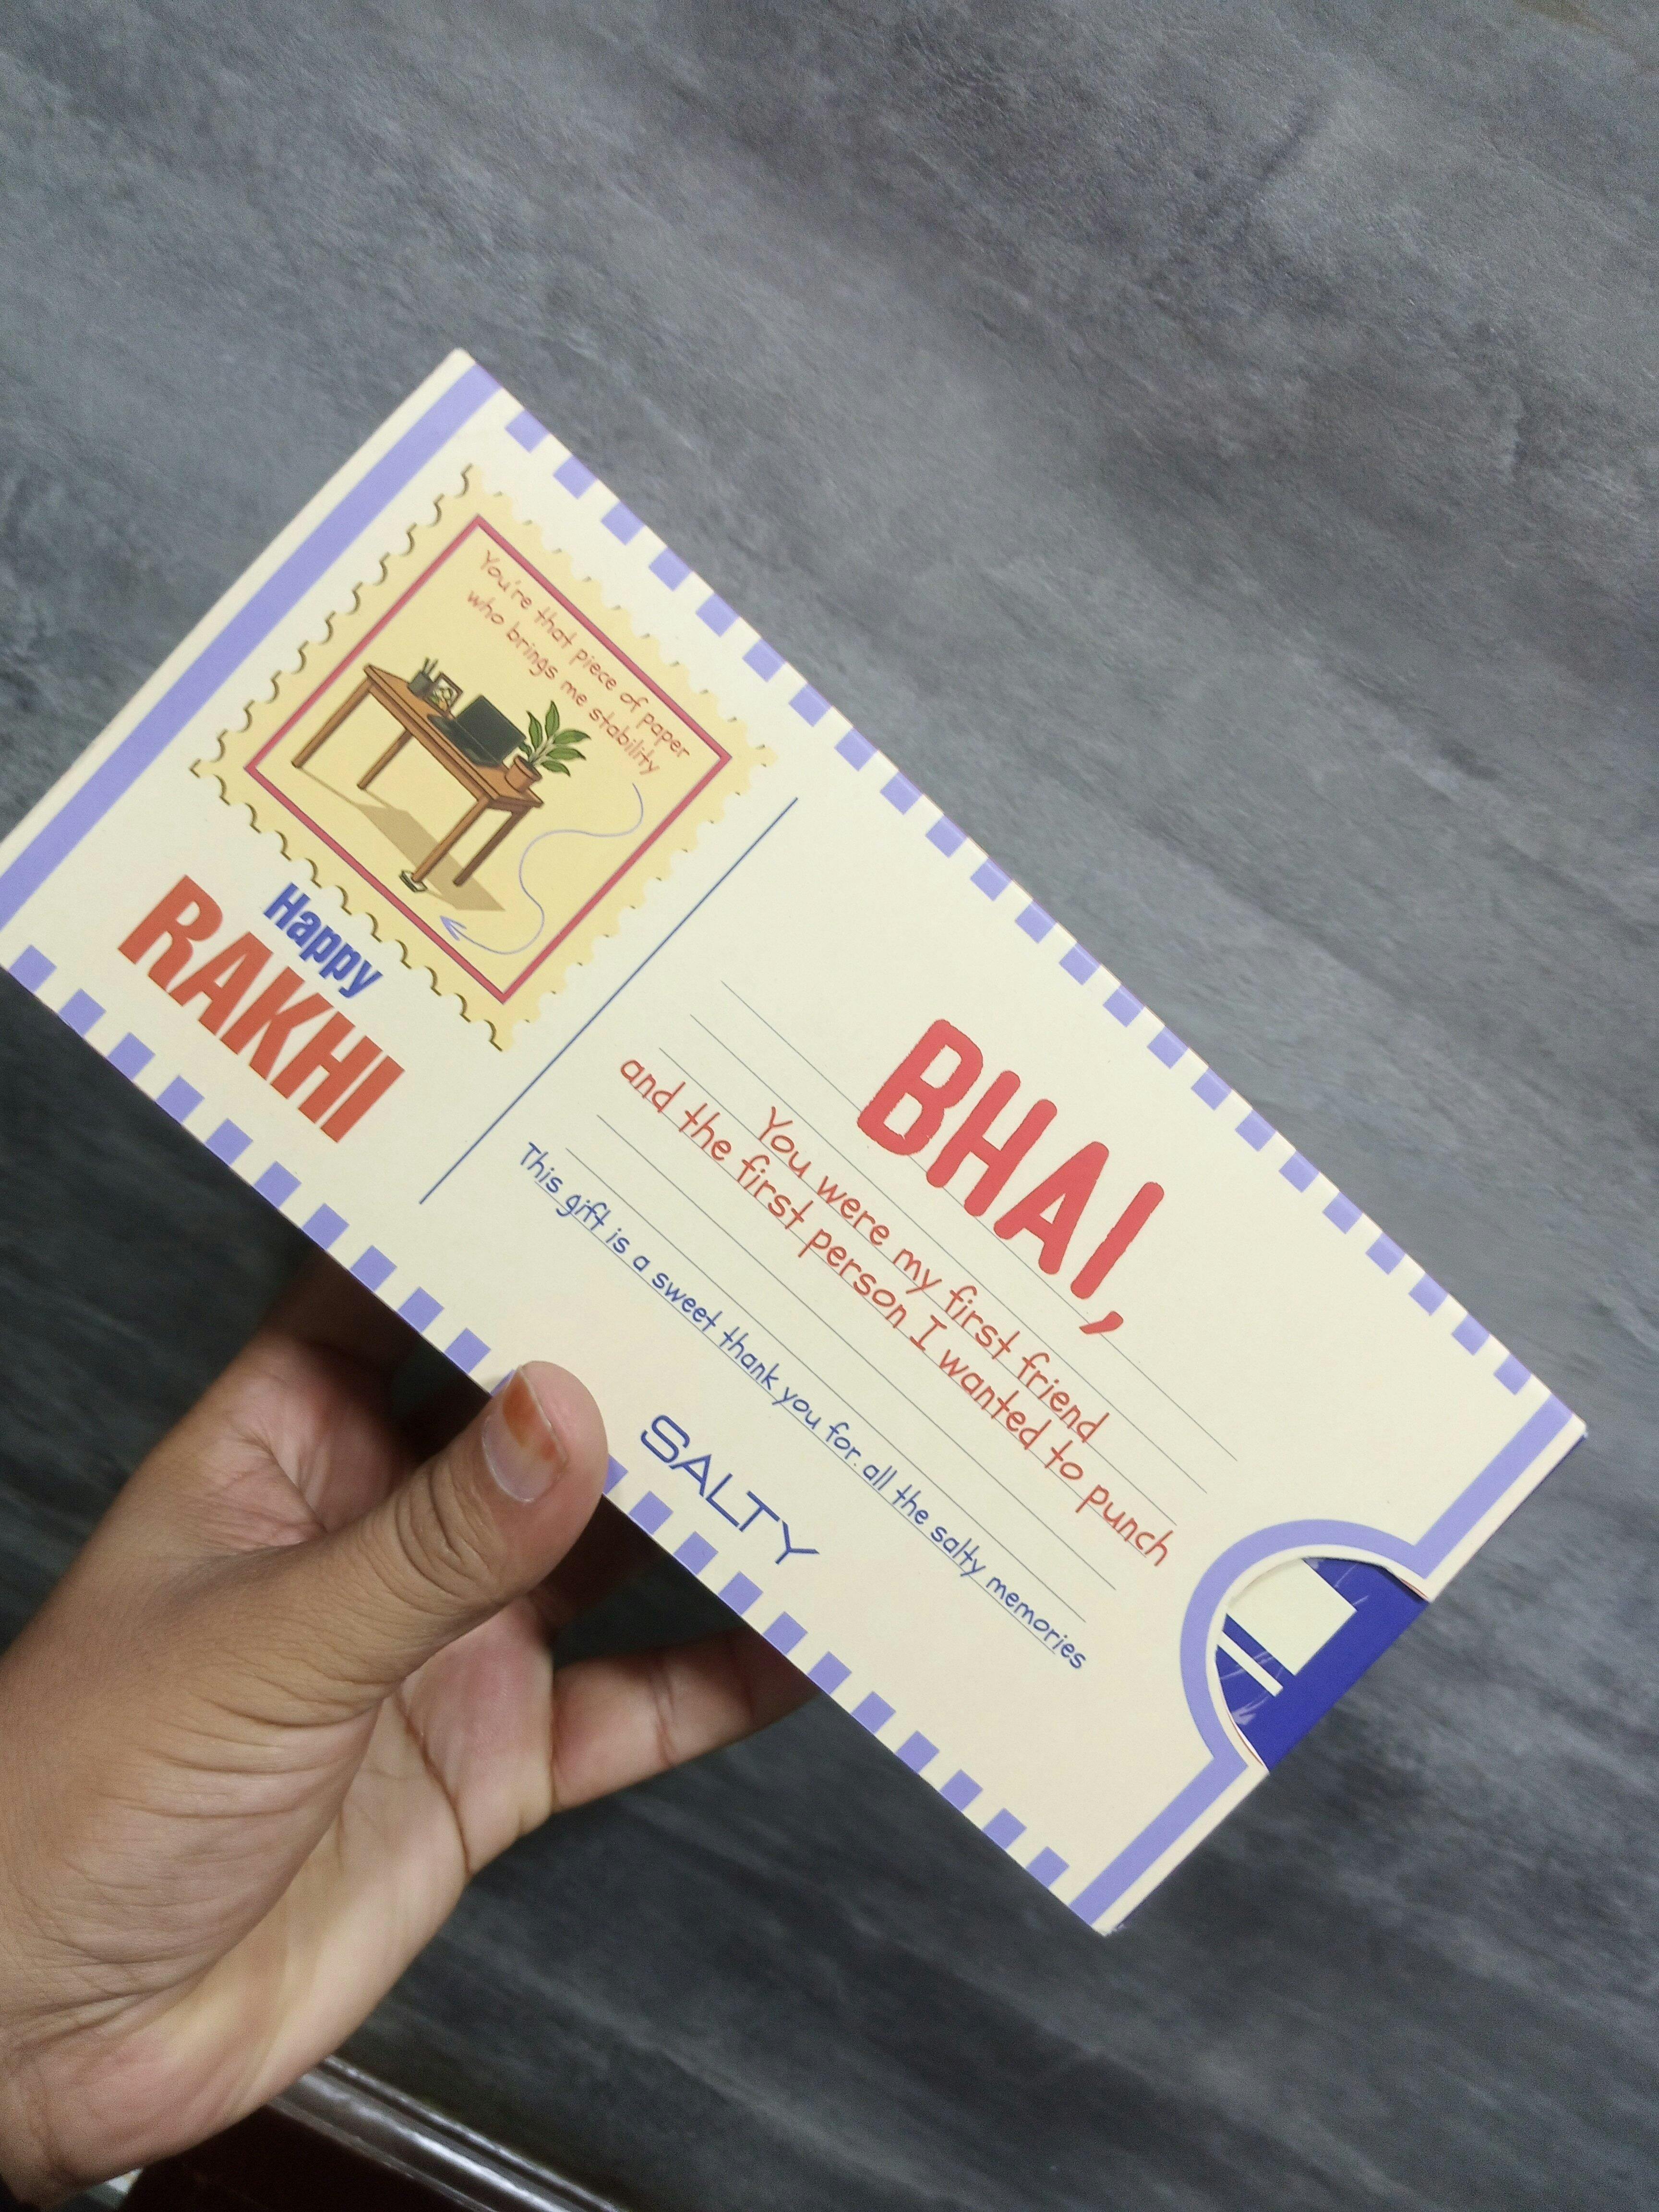 You're that piece of paper
who brings me stability
Happy
RAKHI
BHAI,
You were my first friend
and the first person I wanted to punch
This gift is a sweet thank you for all the salty memories
SALTY